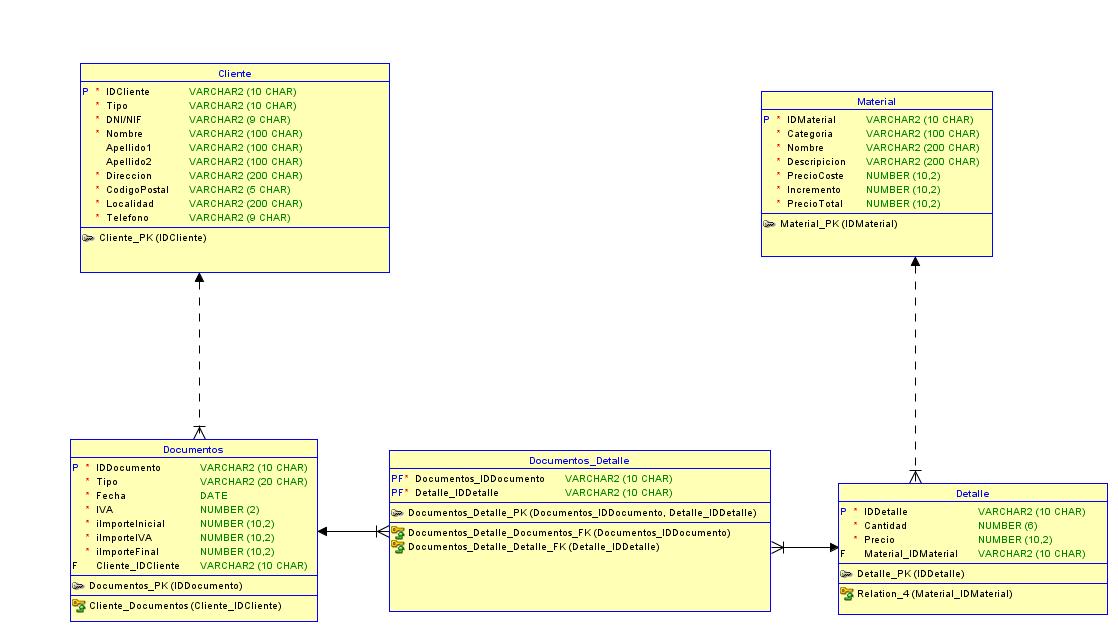 Cliente
P * IDCliente VARCHAR2 (10 CHAR)
* Tipo VARCHAR2 (10 CHAR)
* DNI/NIF VARCHAR2 (9 CHAR)
* Nombre VARCHAR2 (100 CHAR)
Apellido1 VARCHAR2 (100 CHAR)
Apellido2 VARCHAR2 (100 CHAR)
* Direccion VARCHAR2 (200 CHAR)
* CodigoPostal VARCHAR2 (5 CHAR)
* Localidad VARCHAR2 (200 CHAR)
* Telefono VARCHAR2 (9 CHAR)
Cliente_PK (IDCliente)
Material
P * IDMaterial VARCHAR2 (10 CHAR)
* Categoria VARCHAR2 (100 CHAR)
* Nombre VARCHAR2 (200 CHAR)
* Descripicion VARCHAR2 (200 CHAR)
* PrecioCoste NUMBER (10,2)
* Incremento NUMBER (10,2)
* PrecioTotal NUMBER (10,2)
Material_PK (IDMaterial)
Documentos
P * IDDocumento VARCHAR2 (10 CHAR)
* Tipo VARCHAR2 (20 CHAR)
* Fecha DATE
* IVA NUMBER (2)
* iImporteInicial NUMBER (10,2)
* iImporteIVA NUMBER (10,2)
* iImporteFinal NUMBER (10,2)
F Cliente_IDCliente VARCHAR2 (10 CHAR)
Documentos_PK (IDDocumento)
Cliente_Documentos (Cliente_IDCliente)
Documentos_Detalle
PF* Documentos_IDDocumento VARCHAR2 (10 CHAR)
PF* Detalle_IDDetalle VARCHAR2 (10 CHAR)
Documentos_Detalle_PK (Documentos_IDDocumento, Detalle_IDDetalle)
Documentos_Detalle_Documentos_FK (Documentos_IDDocumento)
Documentos_Detalle_Detalle_FK (Detalle_IDDetalle)
Detalle
P * IDDetalle VARCHAR2 (10 CHAR)
* Cantidad NUMBER (6)
* Precio NUMBER (10,2)
F Material_IDMaterial VARCHAR2 (10 CHAR)
Detalle_PK (IDDetalle)
Relation_4 (Material_IDMaterial)